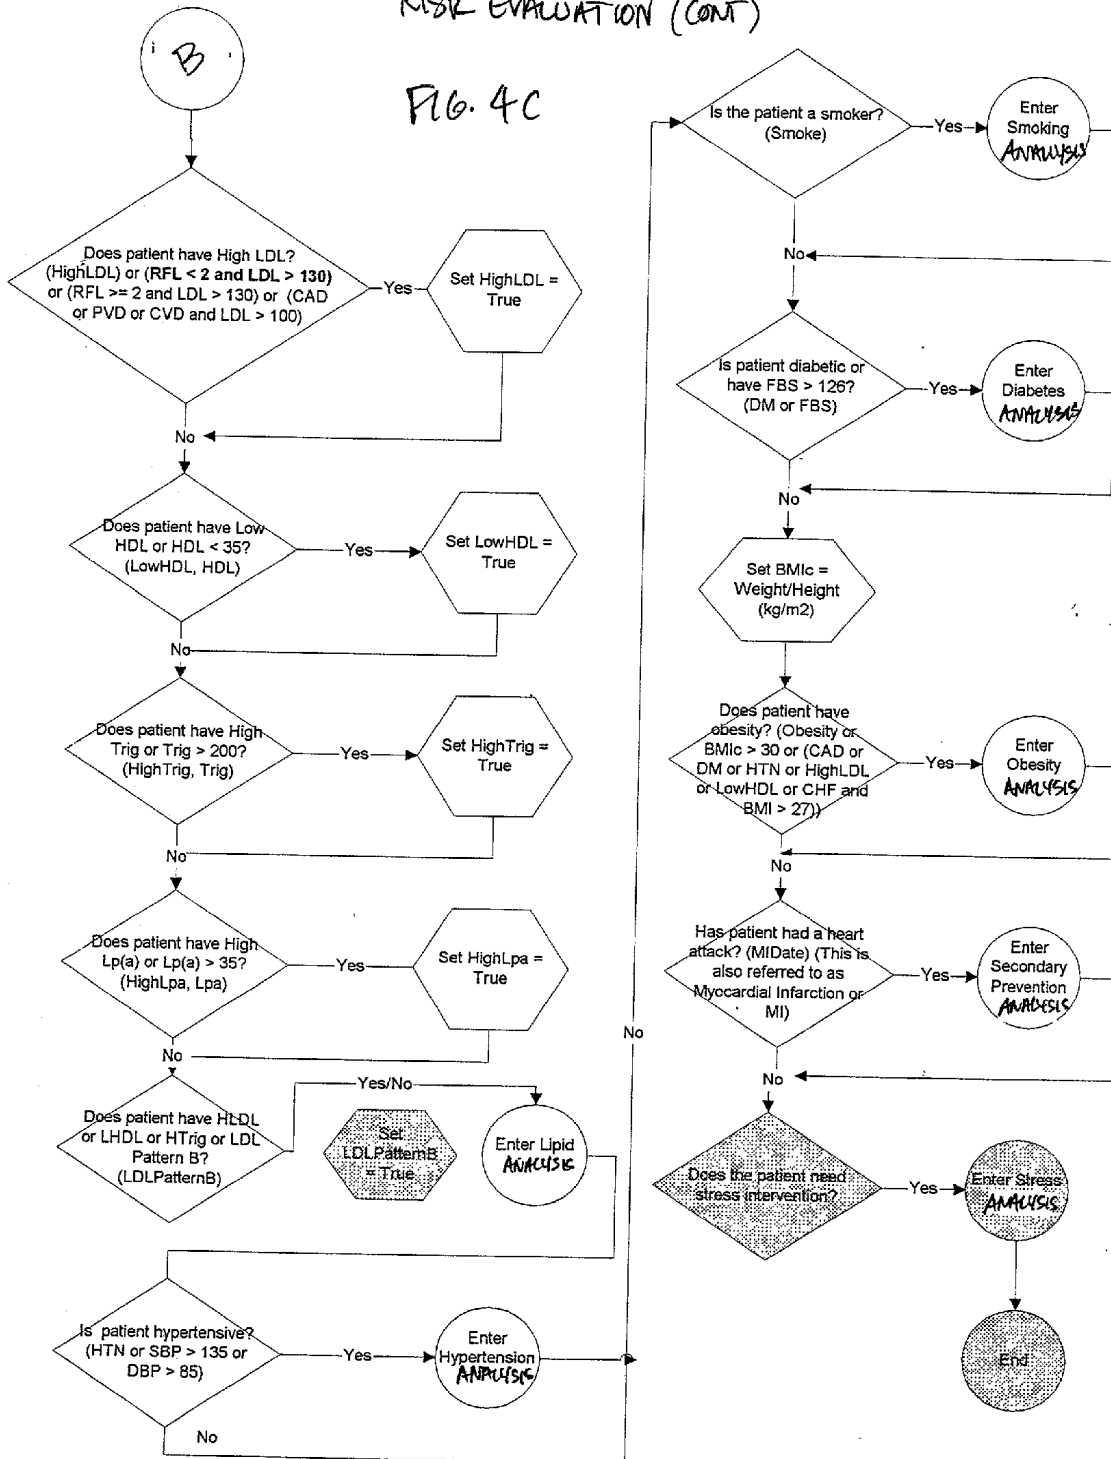 RISK EVALUATION (CONT)
B
FIG. 4C
Does patient have High LDL?
(HighLDL) or (RFL < 2 and LDL > 130)
or (RFL >= 2 and LDL > 130) or (CAD
or PVD or CVD and LDL > 100)
Yes
Set HighLDL =
True
No
Does patient have Low
HDL or HDL < 35?
(LowHDL, HDL)
Yes
Set LowHDL =
True
No
Does patient have High
Trig or Trig > 200?
(HighTrig, Trig)
Yes
Set HighTrig =
True
No
Does patient have High
Lp(a) or Lp(a) > 35?
(HighLpa, Lpa)
Yes
Set HighLpa =
True
No
Does patient have HLDL
or LHDL or HTrig or LDL
Pattern B?
(LDLPatternB)
Yes/No
Set
LDLPatternB
= True
Enter Lipid
ANALYSIS
Is patient hypertensive?
(HTN or SBP > 135 or
DBP > 85)
Yes
Enter
Hypertension
ANALYSIS
No
No
Is the patient a smoker?
(Smoke)
Yes
Enter
Smoking
ANALYSIS
No
Is patient diabetic or
have FBS > 126?
(DM or FBS)
Yes
Enter
Diabetes
ANALYSIS
No
Set BMIc =
Weight/Height
(kg/m2)
Does patient have
obesity? (Obesity or
BMIc > 30 or (CAD or
DM or HTN or HighLDL
or LowHDL or CHF and
BMI > 27))
Yes
Enter
Obesity
ANALYSIS
No
Has patient had a heart
attack? (MIDate) (This is
also referred to as
Myocardial Infarction or
MI)
Yes
Enter
Secondary
Prevention
ANALYSIS
No
Does the patient need
stress intervention?
Yes
Enter Stress
ANALYSIS
End